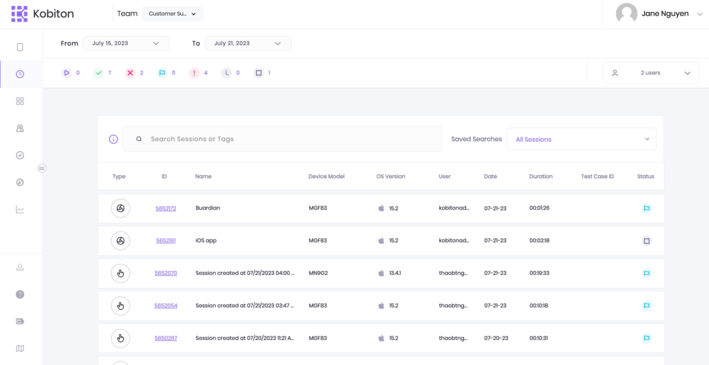 Kobiton Team Customer Su... Jane Nguyen
From July 15, 2023 To July 21, 2023
0 7 2 11 4 0 1 2 users
Search Sessions or Tags Saved Searches All Sessions
Type ID Name Device Model OS Version User Date Duration Test Case ID Status
5652172 Buardian MGF83 15.2 kobitonad... 07-21-23 00:01:26
5652161 iOS app MGF83 15.2 kobitonad... 07-21-23 00:02:18
5652070 Session created at 07/21/2023 04:00 ... MN9G2 13.4.1 thaobtng... 07-21-23 00:19:33
5652054 Session created at 07/21/2023 03:47 ... MGF83 15.2 thaobtng... 07-21-23 00:10:18
5650287 Session created at 07/20/2023 11:21 A... MGF83 15.2 thaobtng... 07-20-23 00:10:31